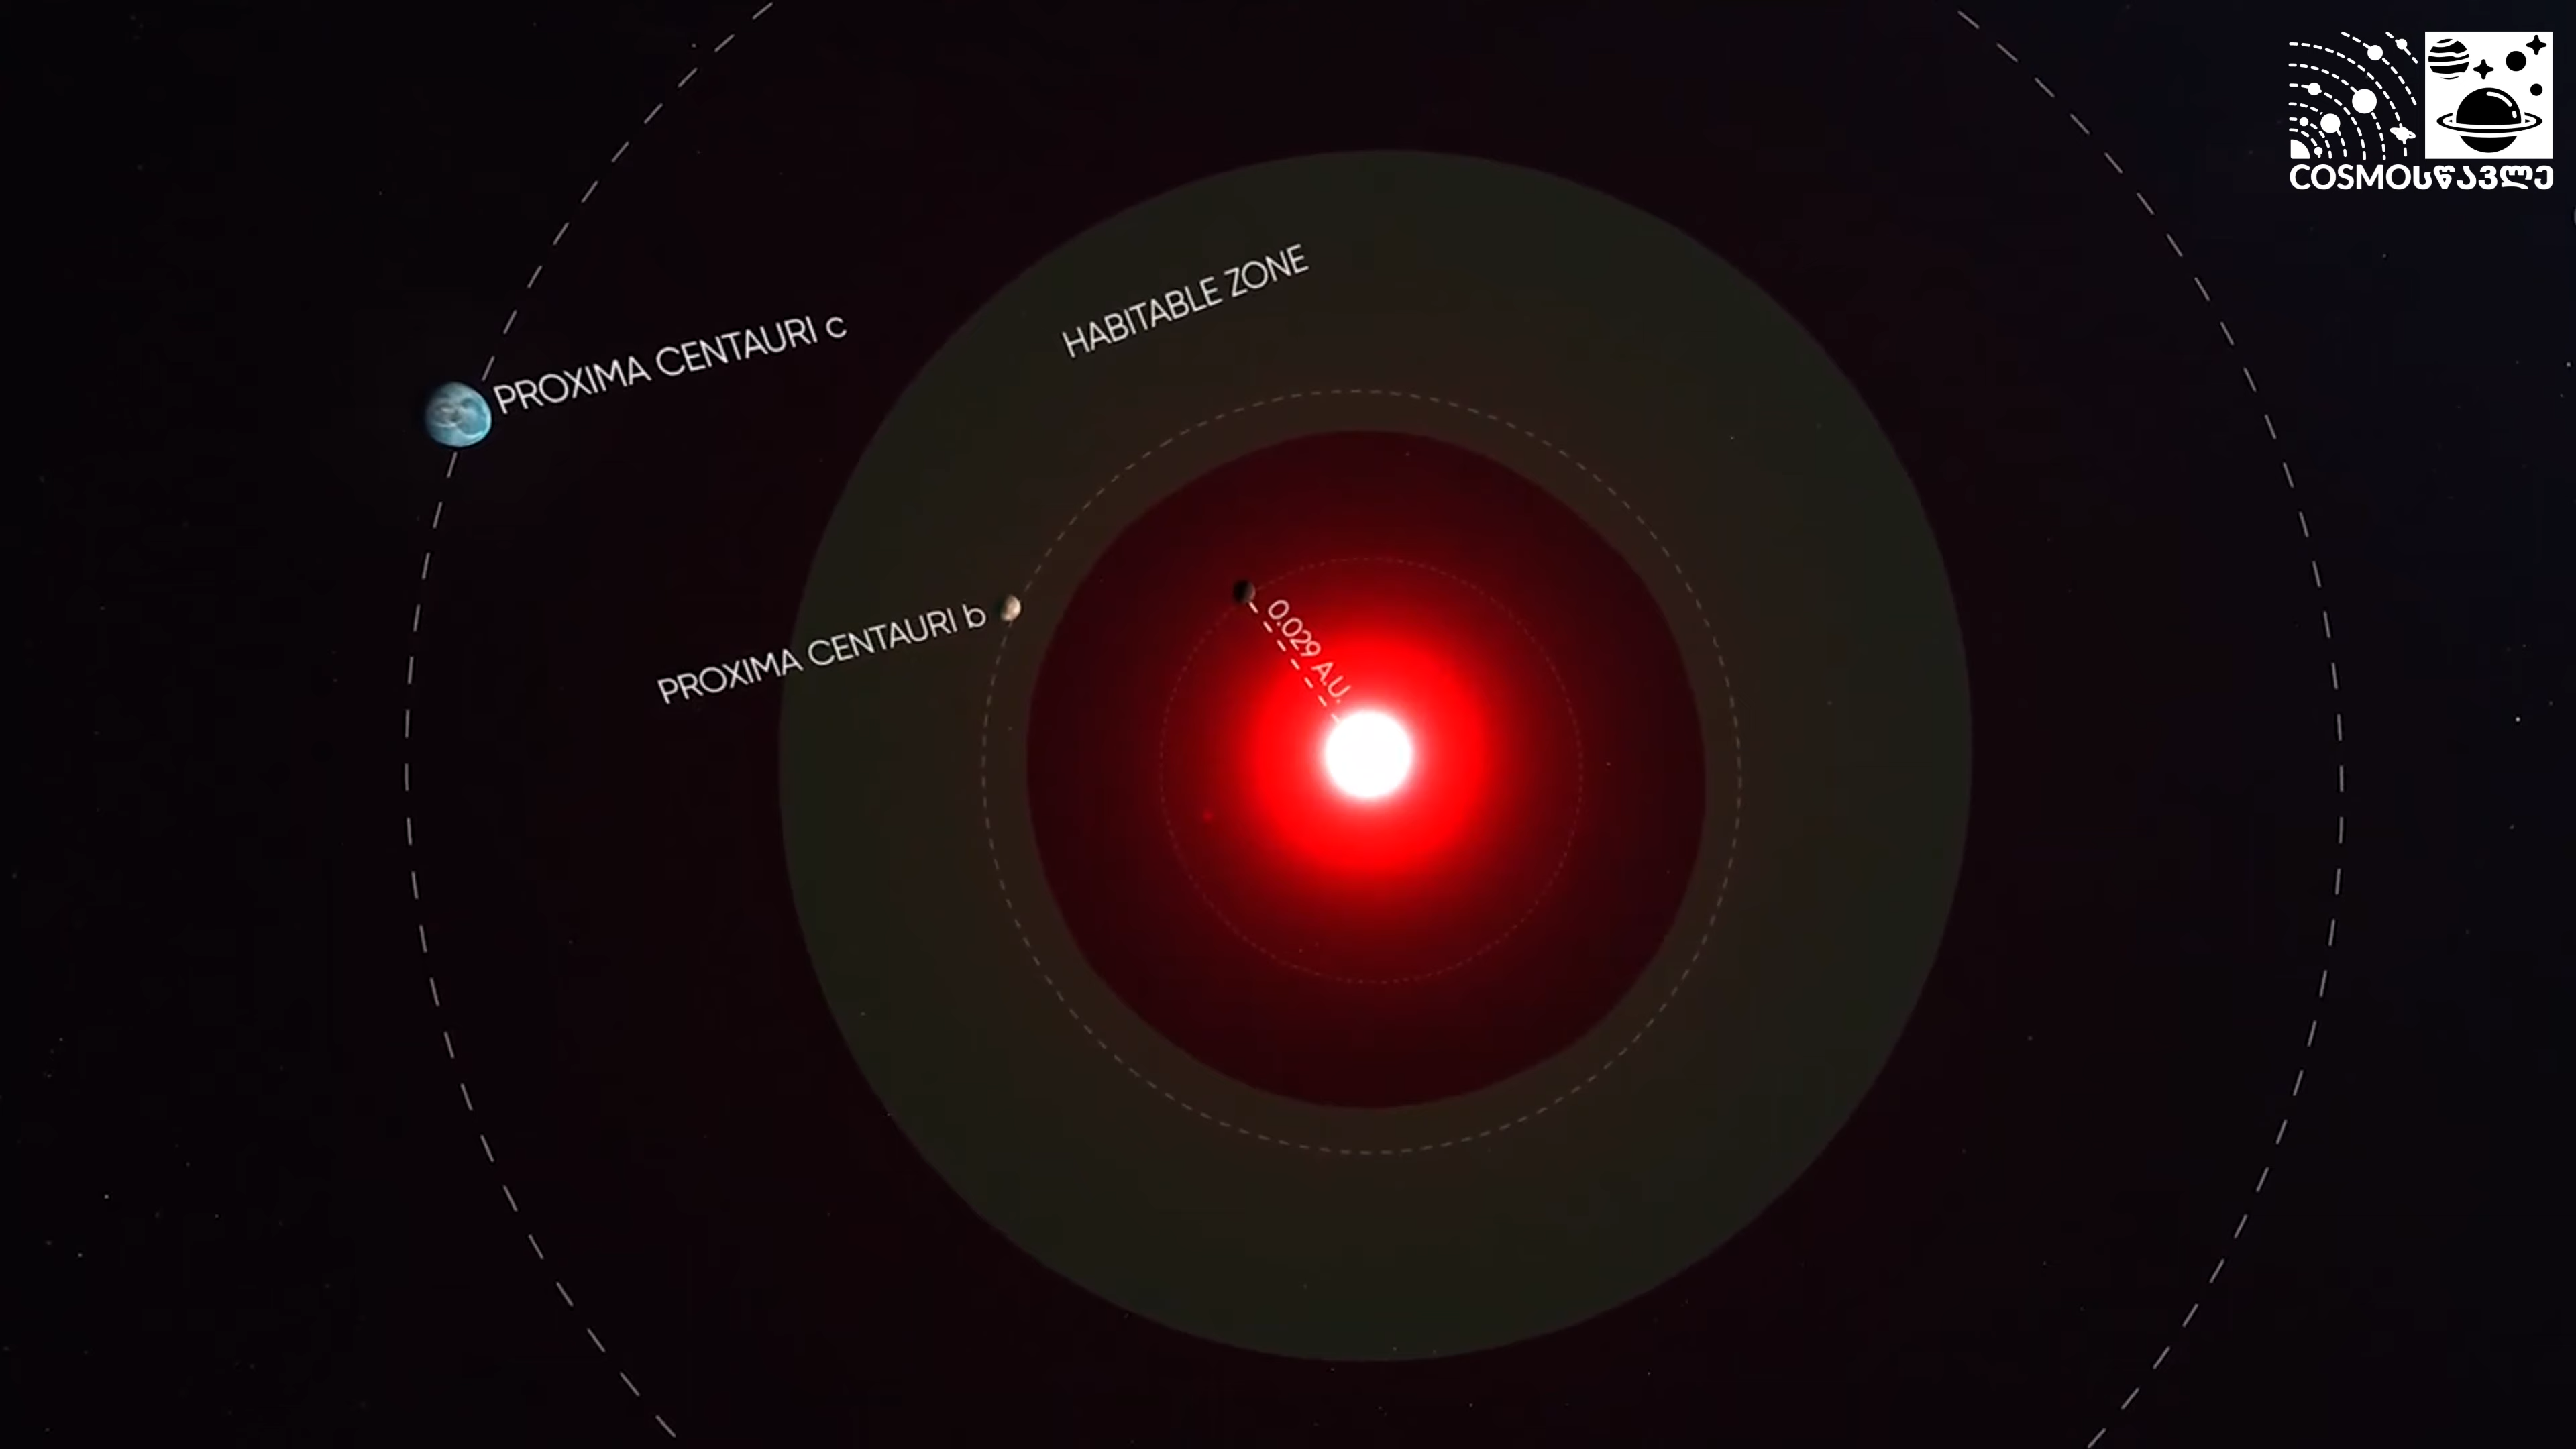 COSMOსწავლე
HABITABLE ZONE
PROXIMA CENTAURI c
PROXIMA CENTAURI b
0.029 A.U.